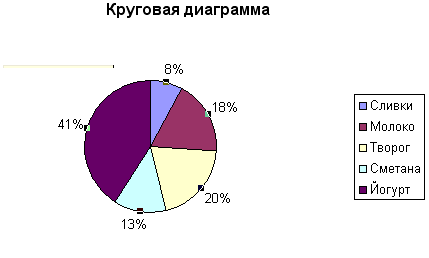 Круговая диаграмма
8%
18%
41%
20%
13%
Сливки
Молоко
Творог
Сметана
Йогурт